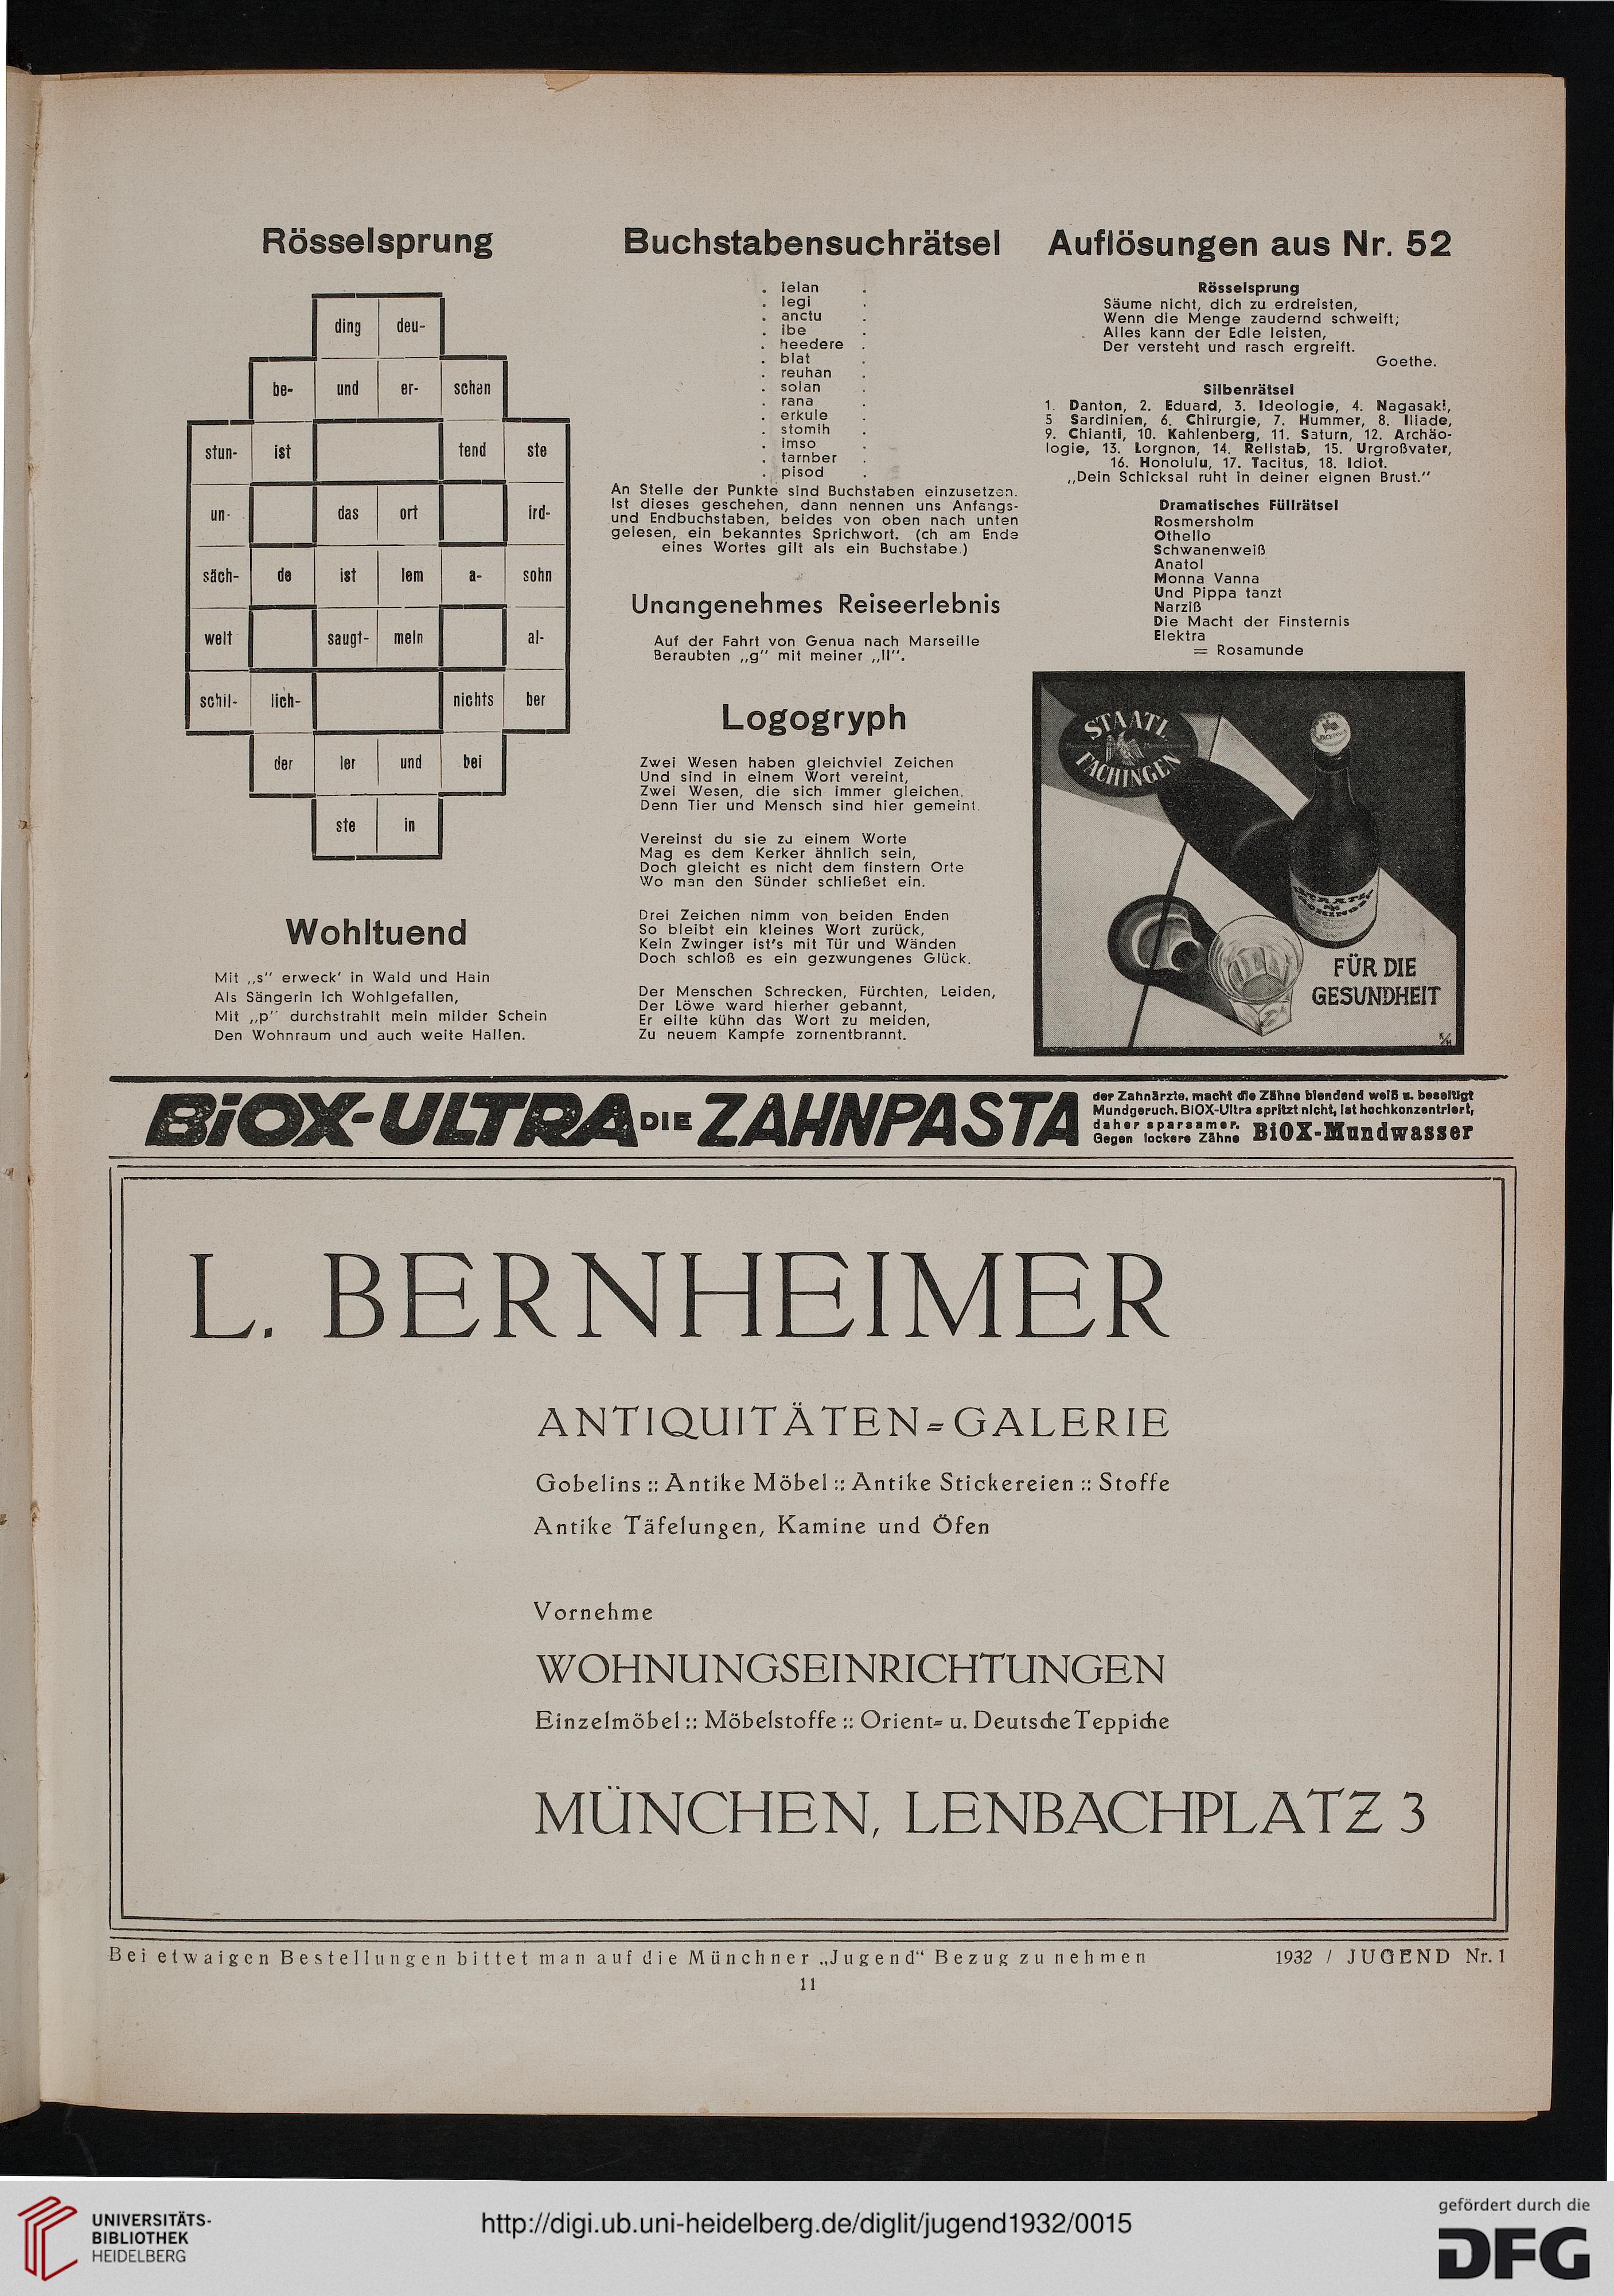 Rösselsprung
ding deu-
be- und er- schen
stun- ist tend ste
un- das ort ird-
säch- de ist lem a- sohn
welt saugt- meln al-
schil- lich- nichts ber
der ler und bei
ste in
Wohltuend
Mit „s" erweck' in Wald und Hain
Als Sängerin ich Wohlgefallen,
Mit „p" durchstrahlt mein milder Schein
Den Wohnraum und auch weite Hallen.
Buchstabensuchrätsel
. ielan .
. legi .
. anctu .
. ibe .
. heedere .
. blat .
. reuhan .
. solan .
. rana .
. erkule .
. stomih .
. imso .
. tarnber .
. pisod .
An Stelle der Punkte sind Buchstaben einzusetzen.
Ist dieses geschehen, dann nennen uns Anfangs-
und Endbuchstaben, beides von oben nach unten
gelesen, ein bekanntes Sprichwort. (ch am Ende
eines Wortes gilt als ein Buchstabe.)
Unangenehmes Reiseerlebnis
Auf der Fahrt von Genua nach Marseille
Beraubten „g" mit meiner „ll".
Logogryph
Zwei Wesen haben gleichviel Zeichen
Und sind in einem Wort vereint,
Zwei Wesen, die sich immer gleichen,
Denn Tier und Mensch sind hier gemeint.
Vereinst du sie zu einem Worte
Mag es dem Kerker ähnlich sein,
Doch gleicht es nicht dem finstern Orte
Wo man den Sünder schließet ein.
Drei Zeichen nimm von beiden Enden
So bleibt ein kleines Wort zurück,
Kein Zwinger ist's mit Tür und Wänden
Doch schloß es ein gezwungenes Glück.
Der Menschen Schrecken, Fürchten, Leiden,
Der Löwe ward hierher gebannt,
Er eilte kühn das Wort zu meiden,
Zu neuem Kampfe zornentbrannt.
Auflösungen aus Nr. 52
Rösselsprung
Säume nicht, dich zu erdreisten,
Wenn die Menge zaudernd schweift;
Alles kann der Edle leisten,
Der versteht und rasch ergreift.
Goethe.
Silbenrätsel
1. Danton, 2. Eduard, 3. Ideologie, 4. Nagasaki,
5 Sardinien, 6. Chirurgie, 7. Hummer, 8. Iliade,
9. Chianti, 10. Kahlenberg, 11. Saturn, 12. Archäo-
logie, 13. Lorgnon, 14. Rellstab, 15. Urgroßvater,
16. Honolulu, 17. Tacitus, 18. Idiot.
„Dein Schicksal ruht in deiner eignen Brust."
Dramatisches Füllrätsel
Rosmersholm
Othello
Schwanenweiß
Anatol
Monna Vanna
Und Pippa tanzt
Narziß
Die Macht der Finsternis
Elektra
= Rosamunde
STAATL.
FACHINGEN
FÜR DIE
GESUNDHEIT
BiOX-ULTRA DIE ZAHNPASTA
der Zahnärzte, macht die Zähne blendend weiß u. beseitigt
Mundgeruch. BIOX-Ultra spritzt nicht, ist hochkonzentriert,
daher sparsamer.
Gegen lockere Zähne BiOX-Mundwasser
L. BERNHEIMER
ANTIQUITÄTEN=GALERIE
Gobelins :: Antike Möbel :: Antike Stickereien :: Stoffe
Antike Täfelungen, Kamine und Öfen
Vornehme
WOHNUNGSEINRICHTUNGEN
Einzelmöbel :: Möbelstoffe :: Orient= u. Deutsche Teppiche
MÜNCHEN, LENBACHPLATZ 3
Bei etwaigen Bestellungen bittet man auf die Münchner „Jugend" Bezug zu nehmen
1932 / JUGEND Nr. 1
11
UNIVERSITÄTS-
BIBLIOTHEK
HEIDELBERG
http://digi.ub.uni-heidelberg.de/diglit/jugend1932/0015
gefördert durch die
DFG